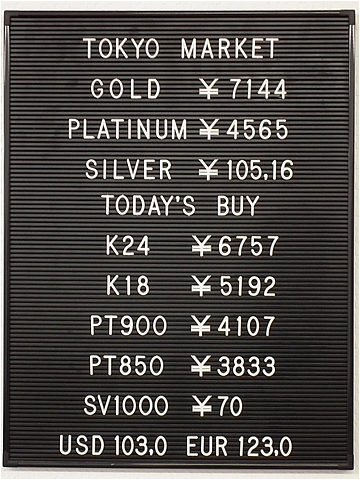 TOKYO MARKET
GOLD ¥7144
PLATINUM ¥4565
SILVER ¥105,16
TODAY'S BUY
K24 ¥6757
K18 ¥5192
PT900 ¥4107
PT850 ¥3833
SV1000 ¥70
USD 103,0 EUR 123,0